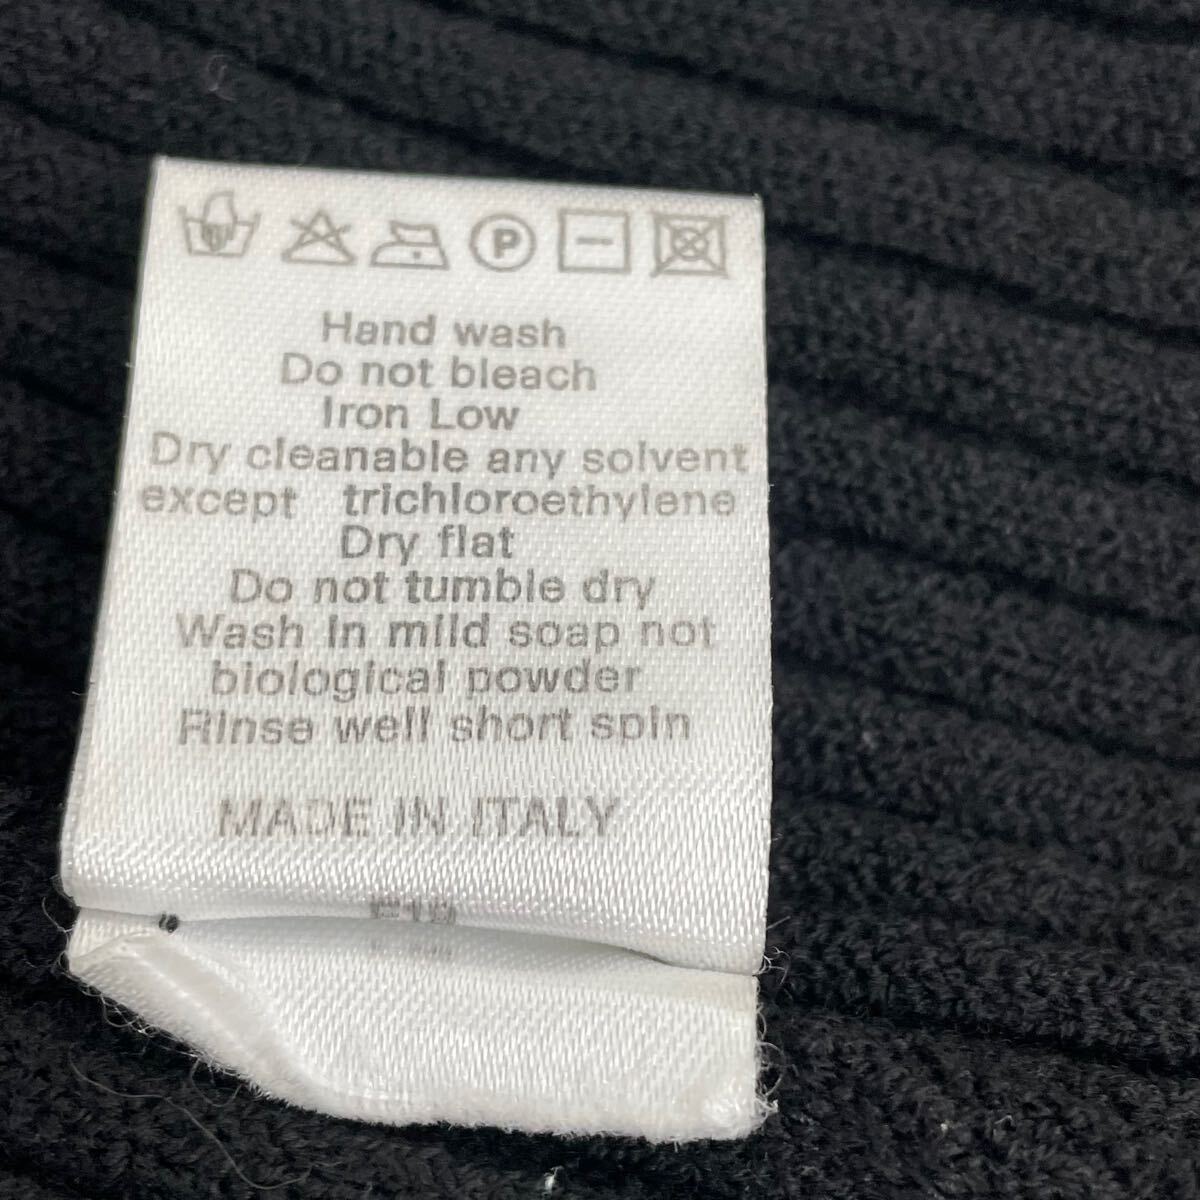 P
Hand wash
Do not bleach
Iron Low
Dry cleanable any solvent
except trichloroethylene
Dry flat
Do not tumble dry
Wash in mild soap not
biological powder
Rinse well short spin
MADE IN ITALY